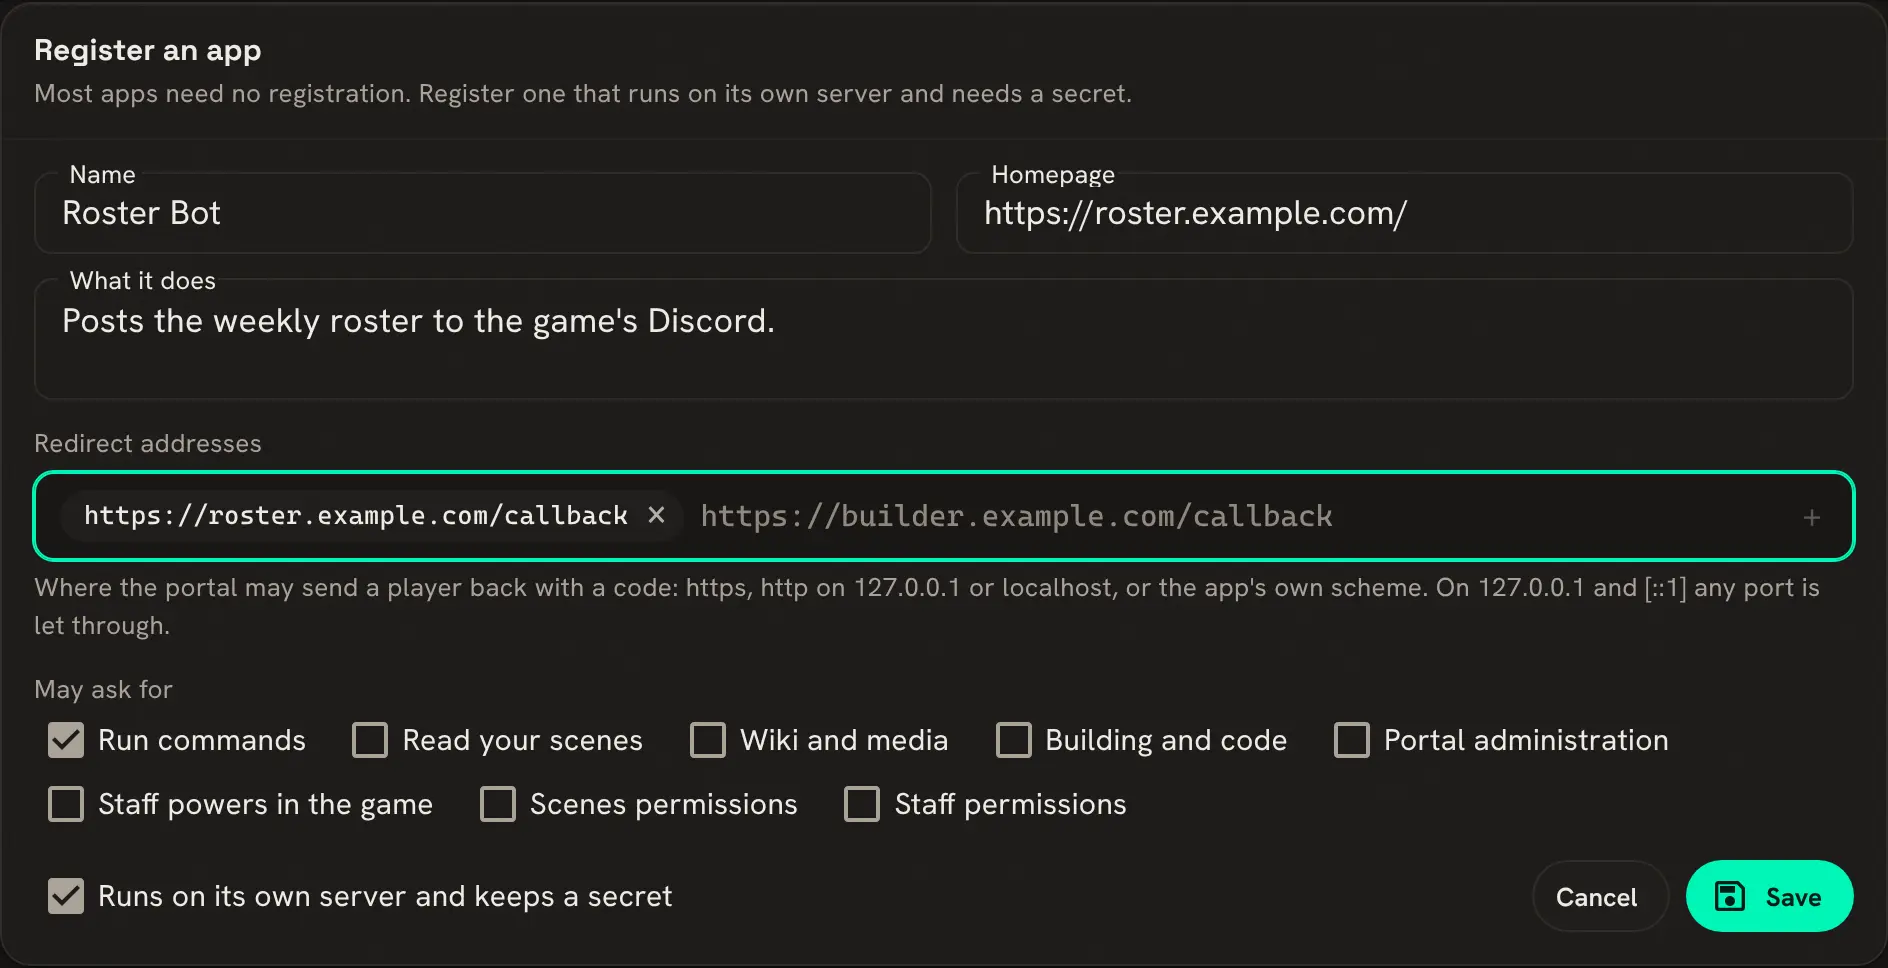 Register an app
Most apps need no registration. Register one that runs on its own server and needs a secret.
Name
Roster Bot
Homepage
https://roster.example.com/
What it does
Posts the weekly roster to the game's Discord.
Redirect addresses
https://roster.example.com/callback × https://builder.example.com/callback +
Where the portal may send a player back with a code: https, http on 127.0.0.1 or localhost, or the app's own scheme. On 127.0.0.1 and [::1] any port is
let through.
May ask for
Run commands Read your scenes Wiki and media Building and code Portal administration
Staff powers in the game Scenes permissions Staff permissions
Runs on its own server and keeps a secret
Cancel Save